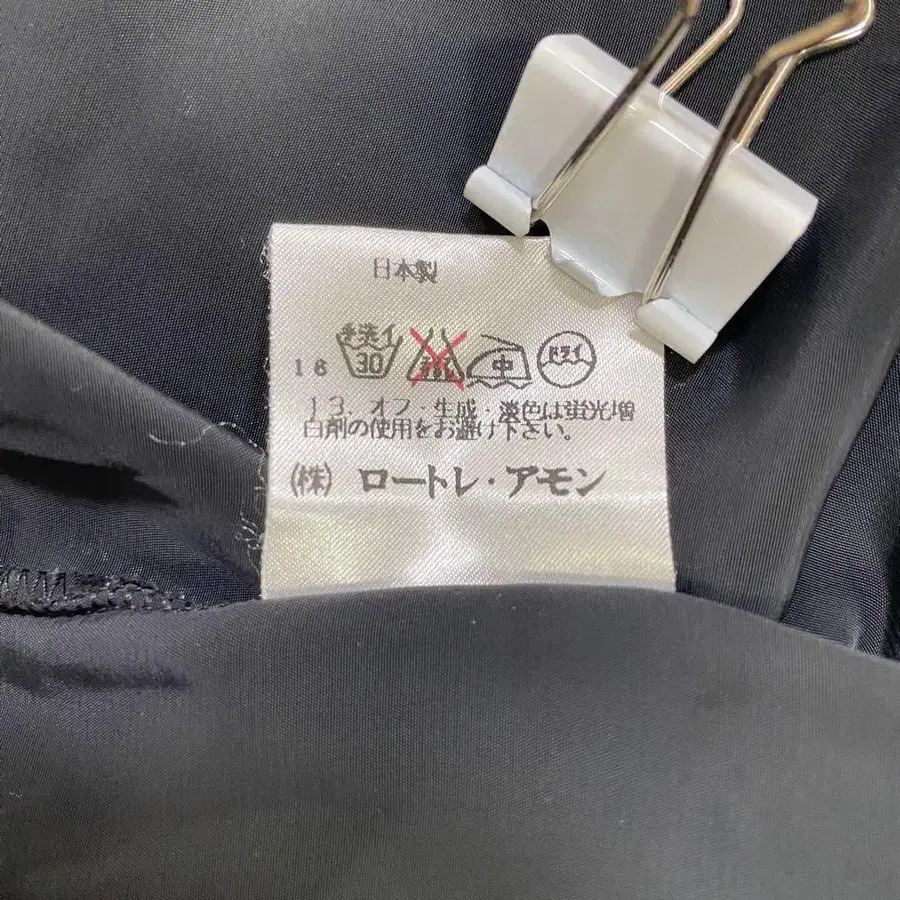 日本製
手洗イ 30 中 ドライ
18
13. オフ・生成・淡色は蛍光増
白剤の使用をお避け下さい。
(株) ロートレ・アモン